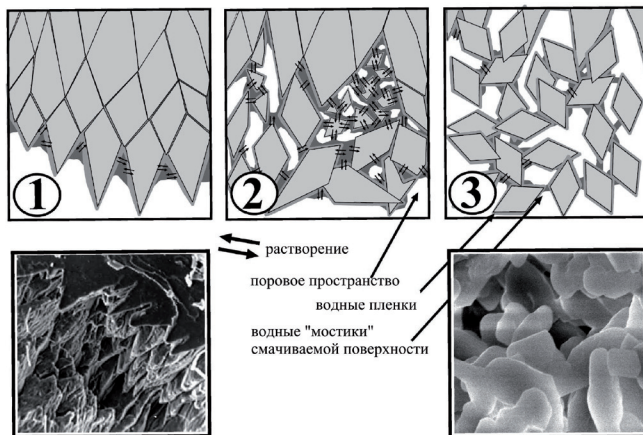 1
2
3
растворение
поровое пространство
водные пленки
водные "мостики"
смачиваемой поверхности